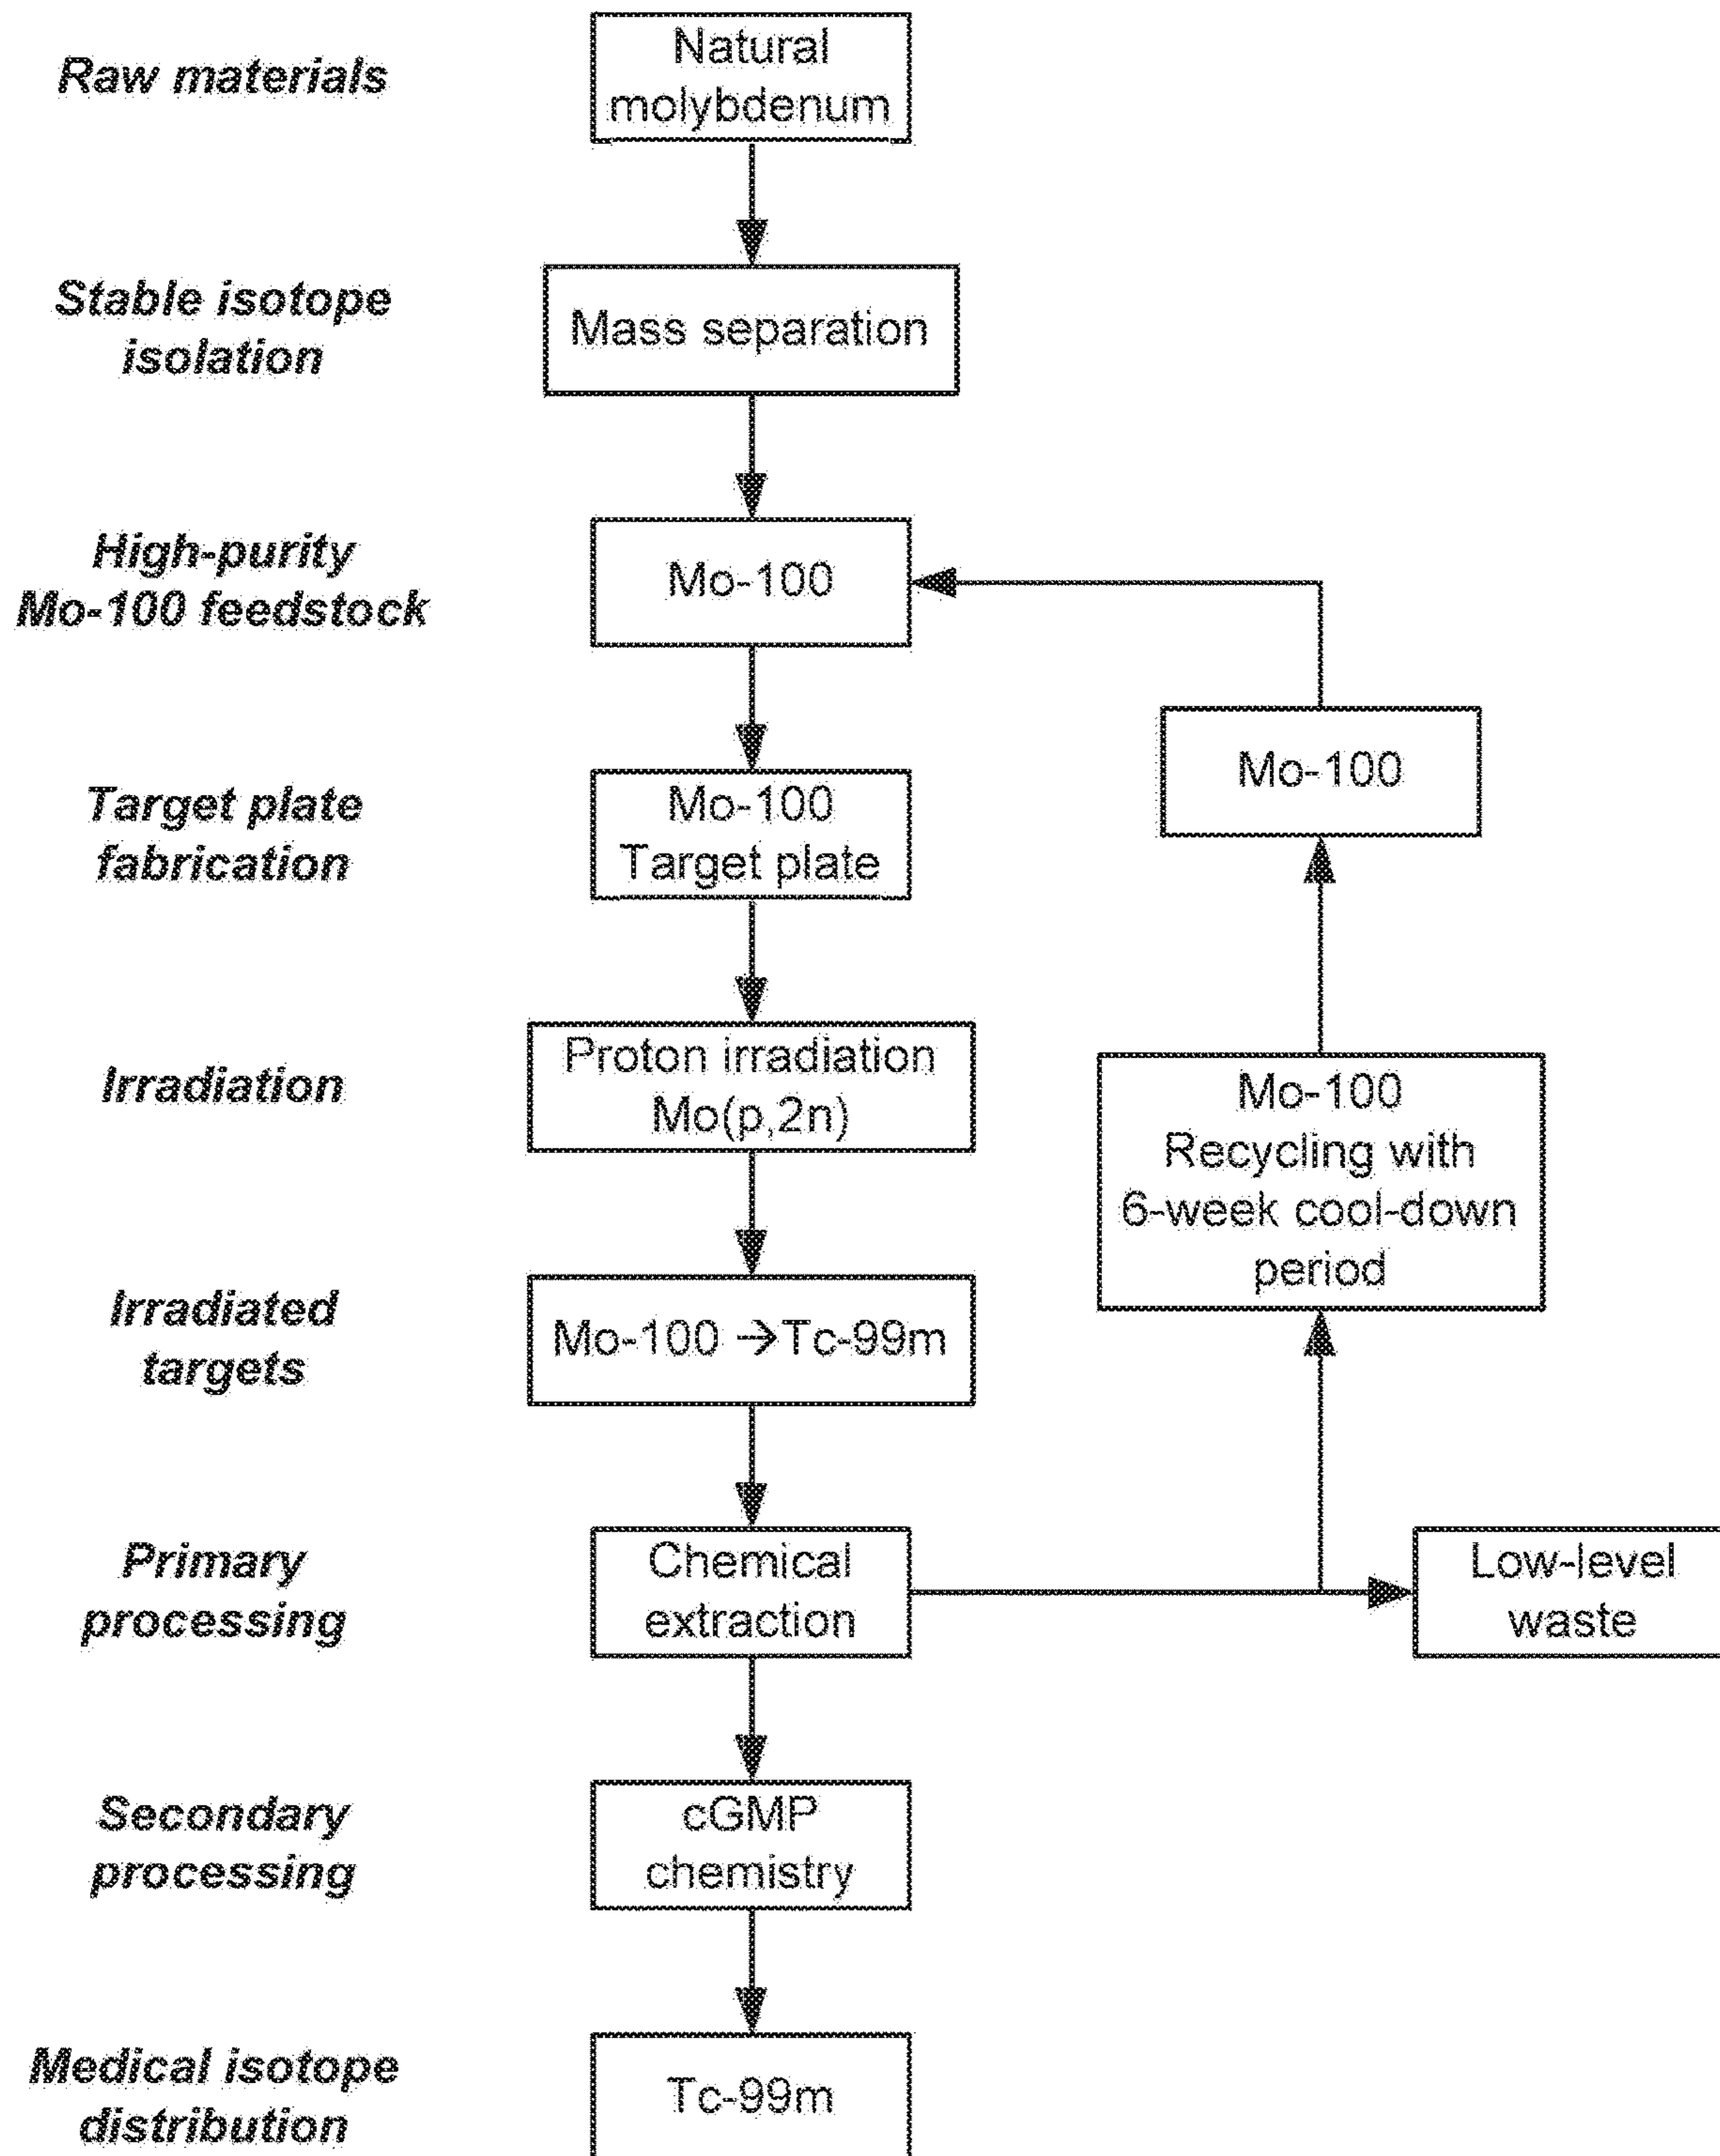 Raw materials
Natural
molybdenum
Stable isotope
isolation
Mass separation
High-purity
Mo-100 feedstock
Mo-100
Target plate
fabrication
Mo-100
Target plate
Mo-100
Irradiation
Proton irradiation
Mo(p,2n)
Mo-100
Recycling with
6-week cool-down
period
Irradiated
targets
Mo-100 →Tc-99m
Primary
processing
Chemical
extraction
Low-level
waste
Secondary
processing
cGMP
chemistry
Medical isotope
distribution
Tc-99m